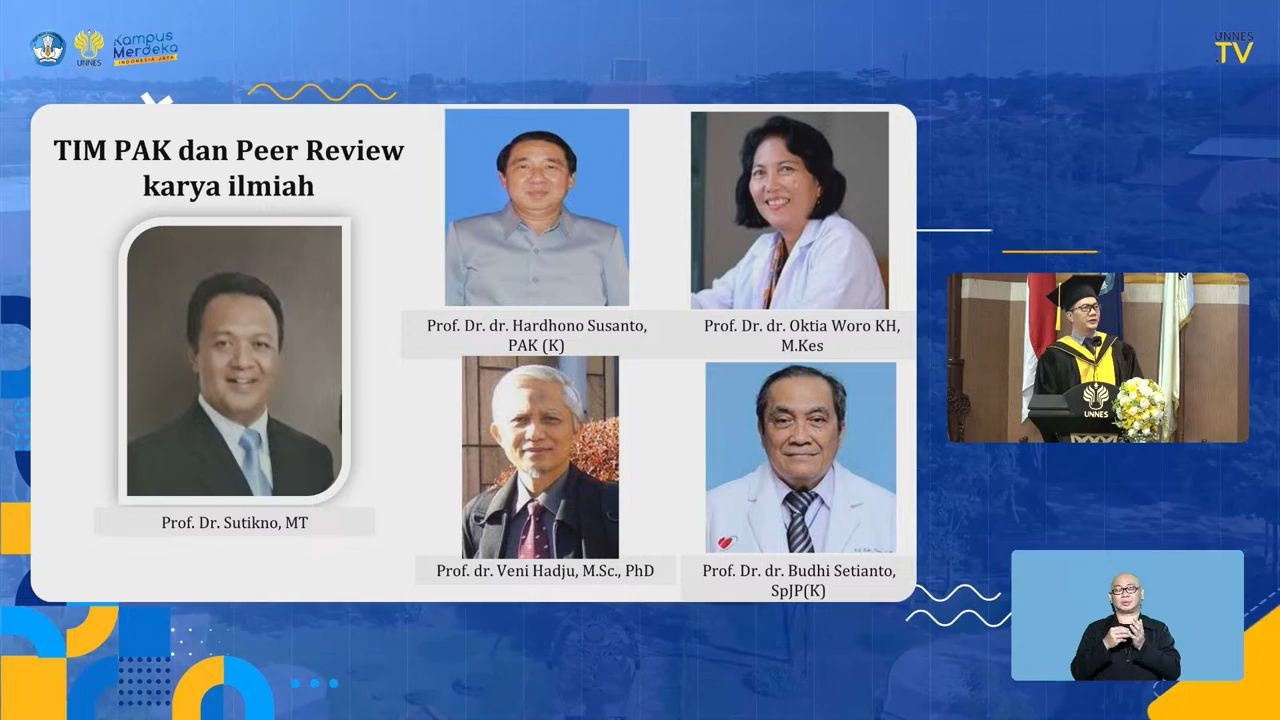 UNNES
Kampus
Merdeka
INDONESIA JAYA
UNNES
TV
TIM PAK dan Peer Review
karya ilmiah
Prof. Dr. Sutikno, MT
Prof. Dr. dr. Hardhono Susanto,
PAK (K)
Prof. Dr. dr. Oktia Woro KH,
M.Kes
Prof. dr. Veni Hadju, M.Sc., PhD
Prof. Dr. dr. Budhi Setianto,
SpJP(K)
UNNES